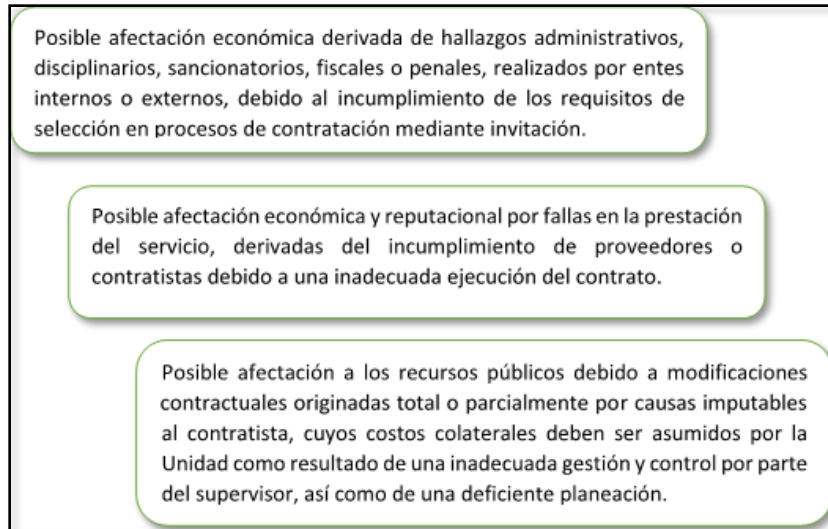 Posible afectación económica derivada de hallazgos administrativos,
disciplinarios, sancionatorios, fiscales o penales, realizados por entes
internos o externos, debido al incumplimiento de los requisitos de
selección en procesos de contratación mediante invitación.
Posible afectación económica y reputacional por fallas en la prestación
del servicio, derivadas del incumplimiento de proveedores o
contratistas debido a una inadecuada ejecución del contrato.
Posible afectación a los recursos públicos debido a modificaciones
contractuales originadas total o parcialmente por causas imputables
al contratista, cuyos costos colaterales deben ser asumidos por la
Unidad como resultado de una inadecuada gestión y control por parte
del supervisor, así como de una deficiente planeación.